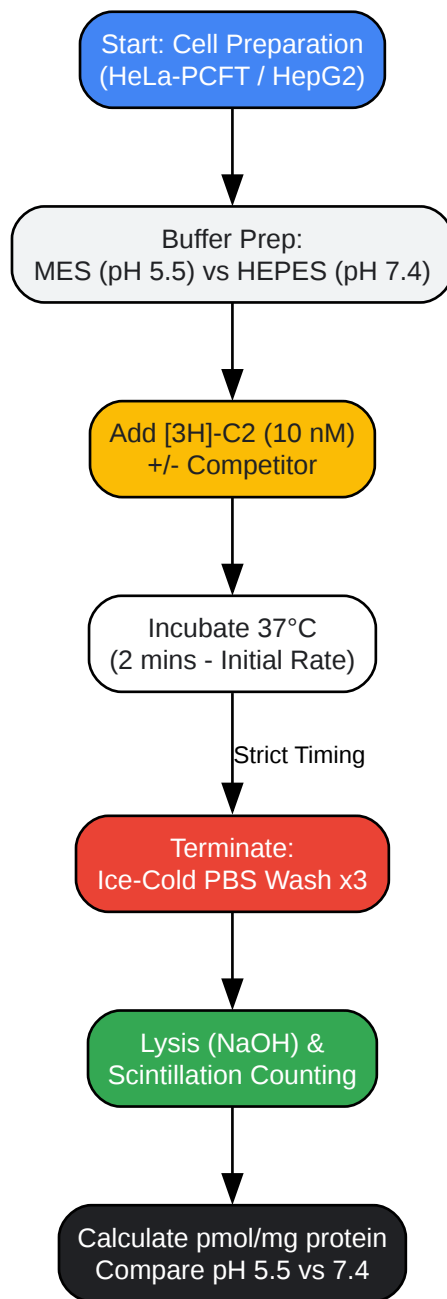 Start: Cell Preparation
(HeLa-PCFT / HepG2)
Buffer Prep:
MES (pH 5.5) vs HEPES (pH 7.4)
Add [3H]-C2 (10 nM)
+/- Competitor
Incubate 37°C
(2 mins - Initial Rate)
Strict Timing
Terminate:
Ice-Cold PBS Wash x3
Lysis (NaOH) &
Scintillation Counting
Calculate pmol/mg protein
Compare pH 5.5 vs 7.4